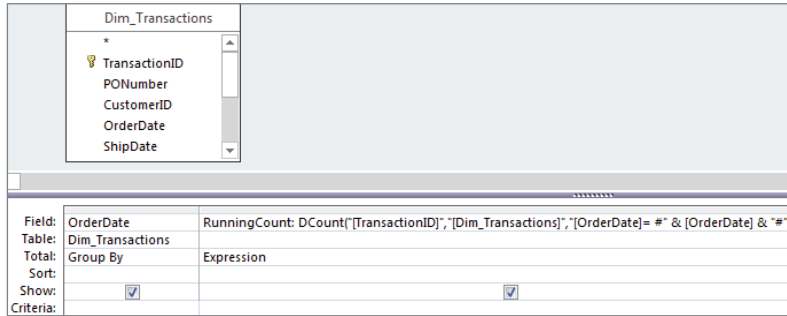 Dim_Transactions
*
TransactionID
PONumber
CustomerID
OrderDate
ShipDate
Field: OrderDate RunningCount: DCount("[TransactionID]","[Dim_Transactions]","[OrderDate]= #" & [OrderDate] & "#"
Table: Dim_Transactions
Total: Group By Expression
Sort:
Show:
Criteria: